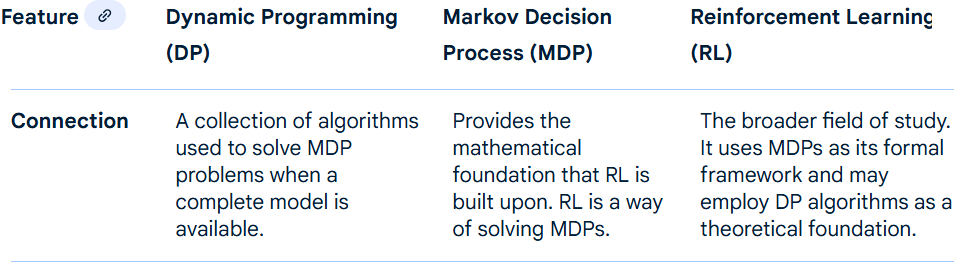 Feature
Dynamic Programming
(DP)
Markov Decision
Process (MDP)
Reinforcement Learning
(RL)
Connection
A collection of algorithms
used to solve MDP
problems when a
complete model is
available.
Provides the
mathematical
foundation that RL is
built upon. RL is a way
of solving MDPs.
The broader field of study.
It uses MDPs as its formal
framework and may
employ DP algorithms as a
theoretical foundation.